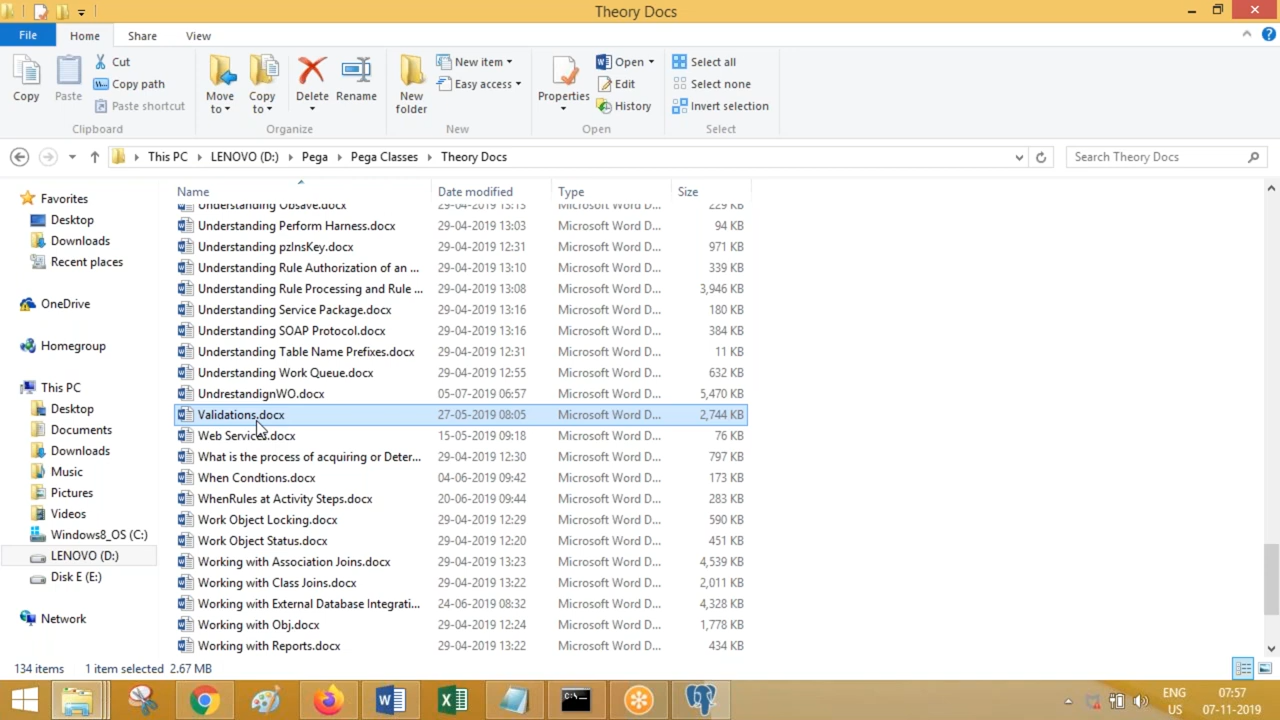 Theory Docs
File Home Share View
Cut
Copy path
Paste shortcut
Copy Paste
Clipboard
Move to Copy to Delete Rename
Organize
New folder
New item
Easy access
New
Properties
Open
Edit
History
Open
Select all
Select none
Invert selection
Select
This PC LENOVO (D:) Pega Pega Classes Theory Docs
Search Theory Docs
Favorites
Desktop
Downloads
Recent places
OneDrive
Homegroup
This PC
Desktop
Documents
Downloads
Music
Pictures
Videos
Windows8_OS (C:)
LENOVO (D:)
Disk E (E:)
Network
Name Date modified Type Size
Understanding Obsave.docx 29-04-2019 13:13 Microsoft Word D... 229 KB
Understanding Perform Harness.docx 29-04-2019 13:03 Microsoft Word D... 94 KB
Understanding pzInsKey.docx 29-04-2019 12:31 Microsoft Word D... 971 KB
Understanding Rule Authorization of an ... 29-04-2019 13:10 Microsoft Word D... 339 KB
Understanding Rule Processing and Rule ... 29-04-2019 13:08 Microsoft Word D... 3,946 KB
Understanding Service Package.docx 29-04-2019 13:16 Microsoft Word D... 180 KB
Understanding SOAP Protocol.docx 29-04-2019 13:16 Microsoft Word D... 384 KB
Understanding Table Name Prefixes.docx 29-04-2019 12:31 Microsoft Word D... 11 KB
Understanding Work Queue.docx 29-04-2019 12:55 Microsoft Word D... 632 KB
UndrestandignWO.docx 05-07-2019 06:57 Microsoft Word D... 5,470 KB
Validations.docx 27-05-2019 08:05 Microsoft Word D... 2,744 KB
Web Services.docx 15-05-2019 09:18 Microsoft Word D... 76 KB
What is the process of acquiring or Deter... 29-04-2019 12:30 Microsoft Word D... 797 KB
When Condtions.docx 04-06-2019 09:42 Microsoft Word D... 173 KB
WhenRules at Activity Steps.docx 20-06-2019 09:44 Microsoft Word D... 283 KB
Work Object Locking.docx 29-04-2019 12:29 Microsoft Word D... 590 KB
Work Object Status.docx 29-04-2019 12:20 Microsoft Word D... 451 KB
Working with Association Joins.docx 29-04-2019 13:23 Microsoft Word D... 4,539 KB
Working with Class Joins.docx 29-04-2019 13:22 Microsoft Word D... 2,011 KB
Working with External Database Integrati... 24-06-2019 08:32 Microsoft Word D... 4,328 KB
Working with Obj.docx 29-04-2019 12:24 Microsoft Word D... 1,778 KB
Working with Reports.docx 29-04-2019 13:22 Microsoft Word D... 434 KB
134 items 1 item selected 2.67 MB
ENG 07:57
US 07-11-2019